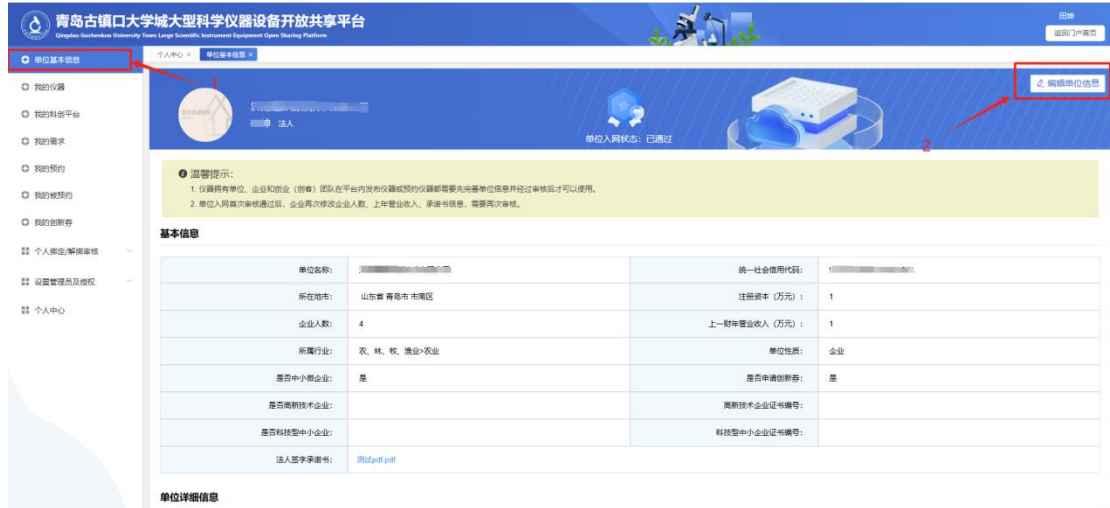 青岛古镇口大学城大型科学仪器设备开放共享平台
Qingdao Guzhenkou University Town Large Scientific Instrument Equipment Open Sharing Platform
田坤
返回门户首页
单位基本信息
个人中心 ×
单位基本信息 ×
1
编辑单位信息
2
我的仪器
我的科创平台
我的需求
我的预约
我的被预约
我的创新券
个人绑定/解绑审核
设置管理员及授权
个人中心
法人
单位入网状态：已通过
温馨提示：
1. 仪器拥有单位、企业和创业（创客）团队在平台内发布仪器或预约仪器都需要先完善单位信息并经过审核后才可以使用。
2. 单位入网首次审核通过后，企业再次修改企业人数、上年营业收入、承诺书信息，需要再次审核。
基本信息
单位名称：
统一社会信用代码：
所在地市： 山东省 青岛市 市南区
注册资本（万元）： 1
企业人数： 4
上一财年营业收入（万元）： 1
所属行业： 农、林、牧、渔业>农业
单位性质： 企业
是否中小微企业： 是
是否申请创新券： 是
是否高新技术企业：
高新技术企业证书编号：
是否科技型中小企业：
科技型中小企业证书编号：
法人签字承诺书： 测试pdf.pdf
单位详细信息